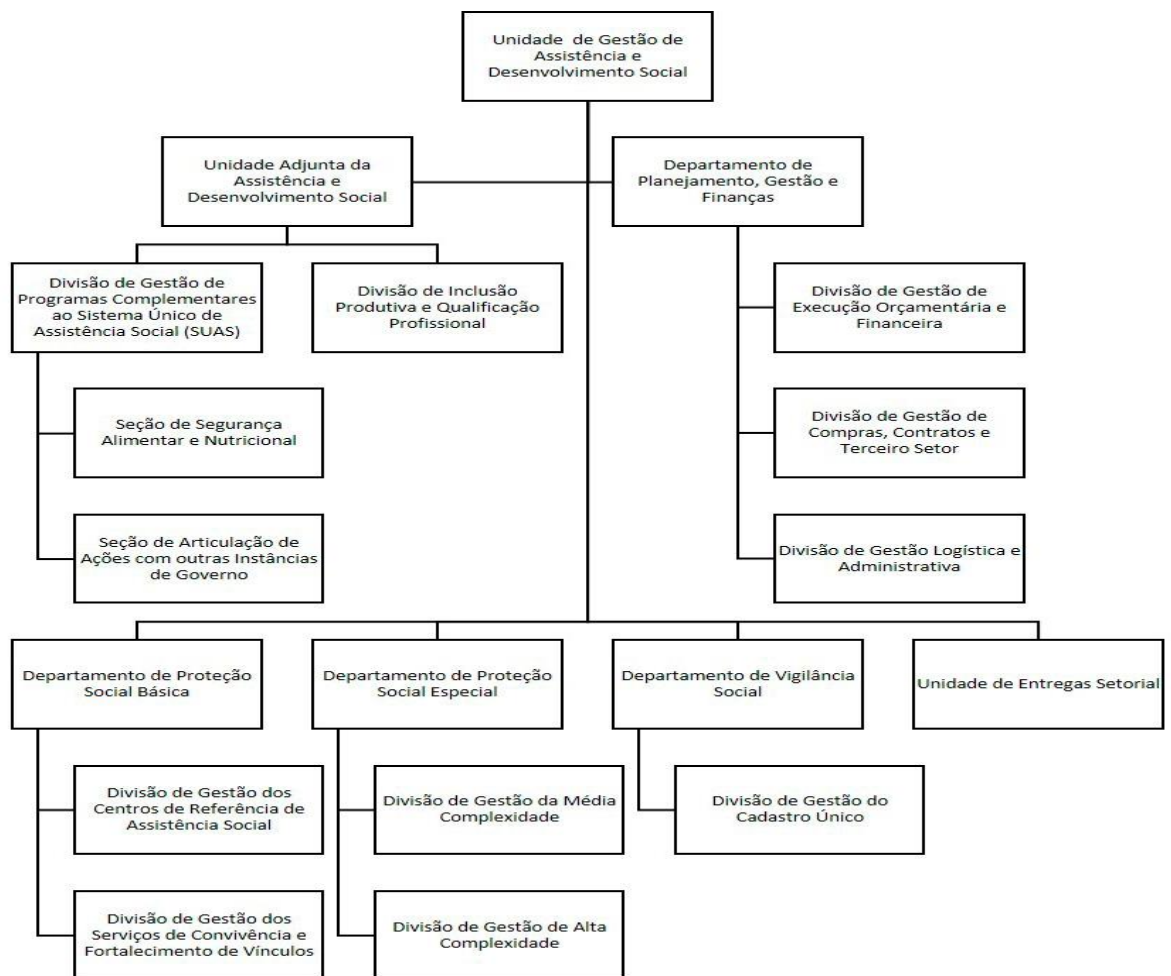 Unidade de Gestão de
Assistência e
Desenvolvimento Social
Unidade Adjunta da
Assistência e
Desenvolvimento Social
Departamento de
Planejamento, Gestão e
Finanças
Divisão de Gestão de
Programas Complementares
ao Sistema Único de
Assistência Social (SUAS)
Divisão de Inclusão
Produtiva e Qualificação
Profissional
Divisão de Gestão de
Execução Orçamentária e
Financeira
Seção de Segurança
Alimentar e Nutricional
Divisão de Gestão de
Compras, Contratos e
Terceiro Setor
Seção de Articulação de
Ações com outras Instâncias
de Governo
Divisão de Gestão Logística e
Administrativa
Departamento de Proteção
Social Básica
Departamento de Proteção
Social Especial
Departamento de Vigilância
Social
Unidade de Entregas Setorial
Divisão de Gestão dos
Centros de Referência de
Assistência Social
Divisão de Gestão da Média
Complexidade
Divisão de Gestão do
Cadastro Único
Divisão de Gestão dos
Serviços de Convivência e
Fortalecimento de Vínculos
Divisão de Gestão de Alta
Complexidade